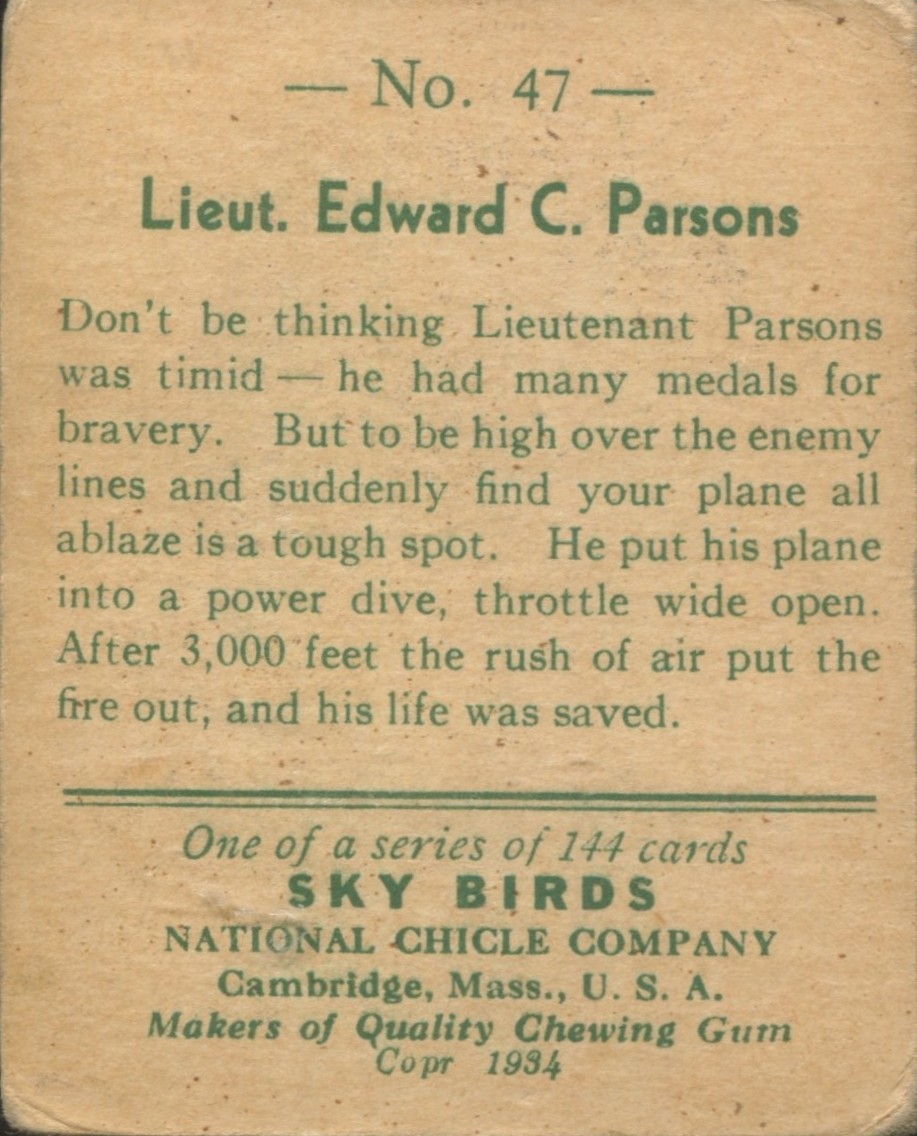 — No. 47 —
Lieut. Edward C. Parsons
Don't be thinking Lieutenant Parsons
was timid — he had many medals for
bravery. But to be high over the enemy
lines and suddenly find your plane all
ablaze is a tough spot. He put his plane
into a power dive, throttle wide open.
After 3,000 feet the rush of air put the
fire out, and his life was saved.
One of a series of 144 cards
SKY BIRDS
NATIONAL CHICLE COMPANY
Cambridge, Mass., U. S. A.
Makers of Quality Chewing Gum
Copr 1934